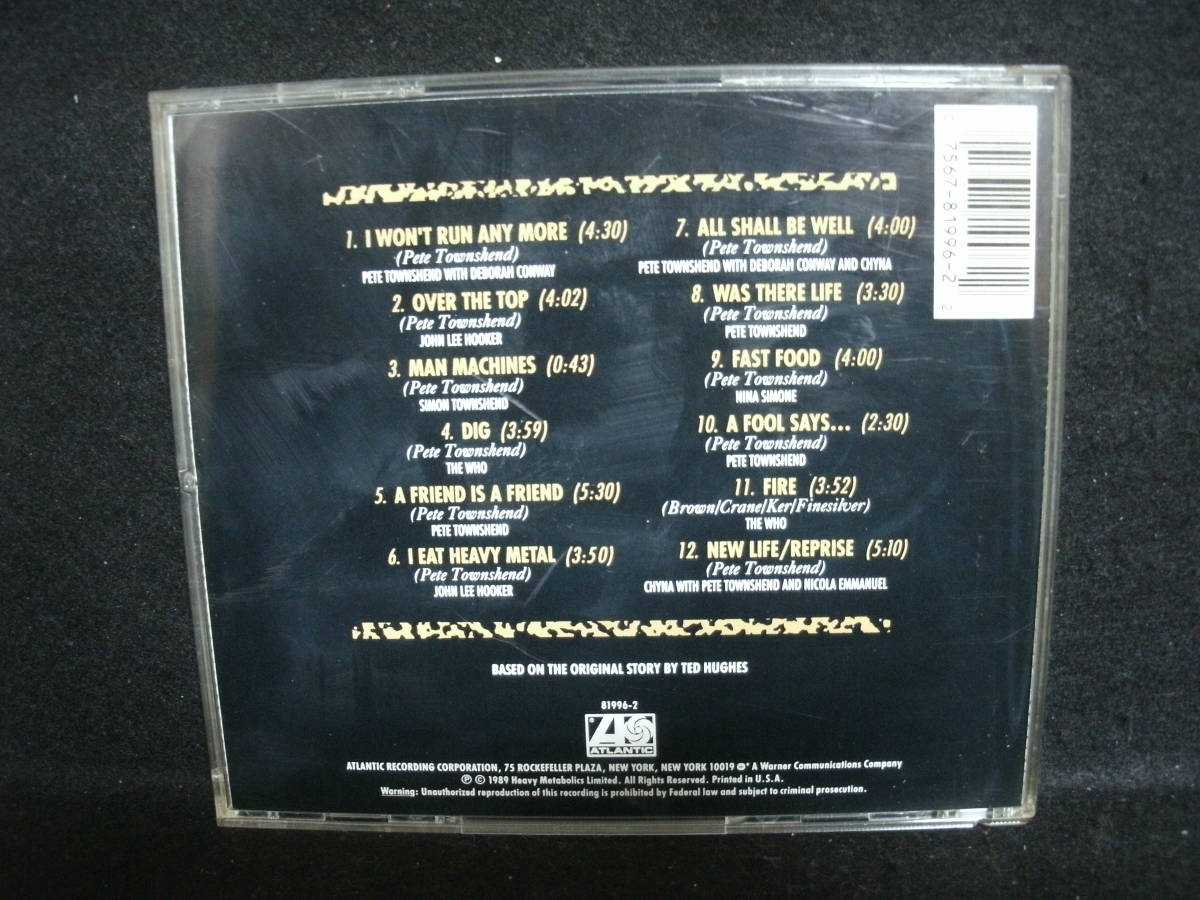 1. I WON'T RUN ANY MORE (4:30)
(Pete Townshend)
PETE TOWNSHEND WITH DEBORAH CONWAY
2. OVER THE TOP (4:02)
(Pete Townshend)
JOHN LEE HOOKER
3. MAN MACHINES (0:43)
(Pete Townshend)
SIMON TOWNSHEND
4. DIG (3:59)
(Pete Townshend)
THE WHO
5. A FRIEND IS A FRIEND (5:30)
(Pete Townshend)
PETE TOWNSHEND
6. I EAT HEAVY METAL (3:50)
(Pete Townshend)
JOHN LEE HOOKER
7. ALL SHALL BE WELL (4:00)
(Pete Townshend)
PETE TOWNSHEND WITH DEBORAH CONWAY AND CHYNA
8. WAS THERE LIFE (3:30)
(Pete Townshend)
PETE TOWNSHEND
9. FAST FOOD (4:00)
(Pete Townshend)
NINA SIMONE
10. A FOOL SAYS... (2:30)
(Pete Townshend)
PETE TOWNSHEND
11. FIRE (3:52)
(Brown/Crane/Ker/Finesilver)
THE WHO
12. NEW LIFE/REPRISE (5:10)
(Pete Townshend)
CHYNA WITH PETE TOWNSHEND AND NICOLA EMMANUEL
0 7567-81996-2 2
BASED ON THE ORIGINAL STORY BY TED HUGHES
81996-2
ATLANTIC
ATLANTIC RECORDING CORPORATION, 75 ROCKEFELLER PLAZA, NEW YORK, NEW YORK 10019 A Warner Communications Company
℗ © 1989 Heavy Metabolics Limited. All Rights Reserved. Printed in U.S.A.
Warning: Unauthorized reproduction of this recording is prohibited by Federal law and subject to criminal prosecution.